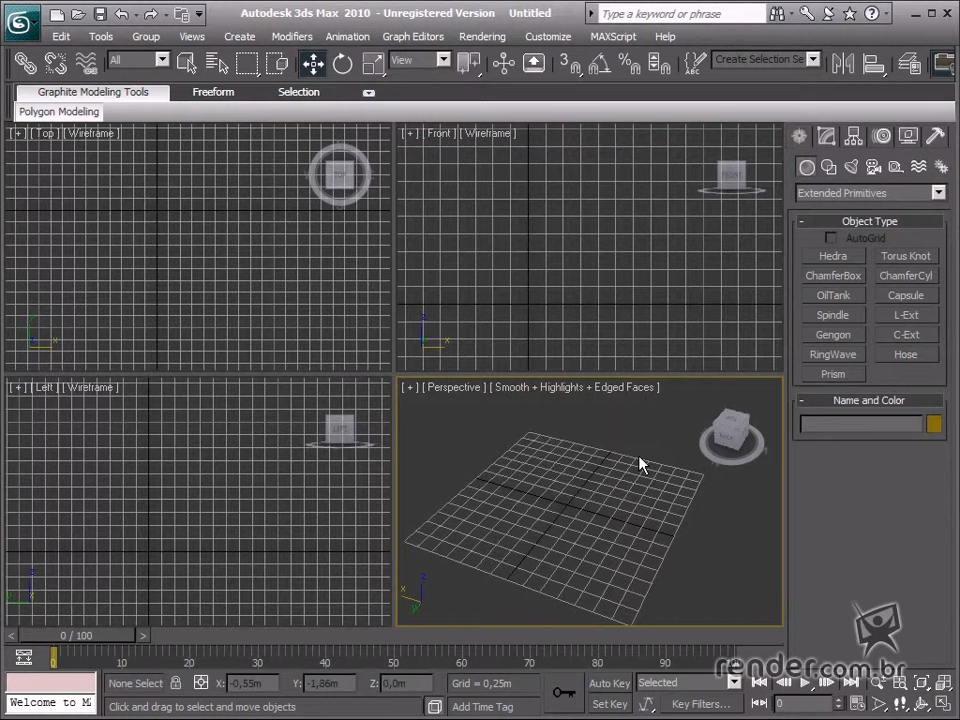 Autodesk 3ds Max 2010 - Unregistered Version Untitled
Type a keyword or phrase
Edit Tools Group Views Create Modifiers Animation Graph Editors Rendering Customize MAXScript Help
All View 3 Create Selection Se
Graphite Modeling Tools Freeform Selection
Polygon Modeling
[ + ] [ Top ] [ Wireframe ]
[ + ] [ Front ] [ Wireframe ]
TOP
FRONT
z
x
z
x
[ + ] [ Left ] [ Wireframe ]
[ + ] [ Perspective ] [ Smooth + Highlights + Edged Faces ]
LEFT
z
y
x
z
x
y
Extended Primitives
- Object Type
AutoGrid
Hedra Torus Knot
ChamferBox ChamferCyl
OilTank Capsule
Spindle L-Ext
Gengon C-Ext
RingWave Hose
Prism
- Name and Color
< 0 / 100 >
0 10 20 30 40 50 60 70 80 90
render.com.br
None Select X: -0,55m Y: -1,86m Z: 0,0m Grid = 0,25m Auto Key Selected
Welcome to M Click and drag to select and move objects Add Time Tag Set Key Key Filters... 0